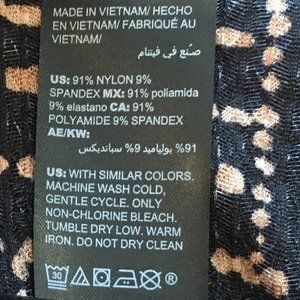 MADE IN VIETNAM/ HECHO
EN VIETNAM/ FABRIQUÉ AU
VIETNAM/
صنع في فيتنام
US: 91% NYLON 9%
SPANDEX MX: 91% poliamida
9% elastano CA: 91%
POLYAMIDE 9% SPANDEX
AE/KW:
91% بولياميد 9% سباندیکس
US: WITH SIMILAR COLORS.
MACHINE WASH COLD,
GENTLE CYCLE. ONLY
NON-CHLORINE BLEACH.
TUMBLE DRY LOW. WARM
IRON. DO NOT DRY CLEAN
30
®